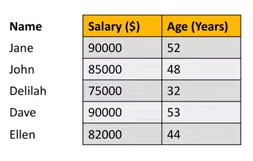 Name Salary ($) Age (Years)
Jane 90000 52
John 85000 48
Delilah 75000 32
Dave 90000 53
Ellen 82000 44